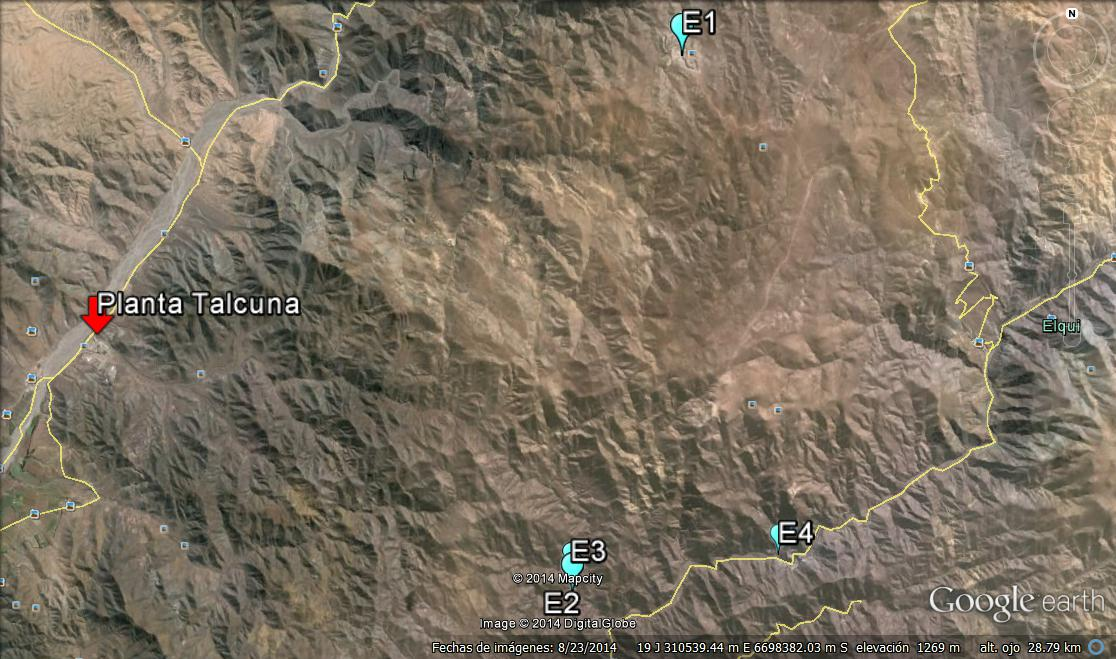 N
E1
Planta Talcuna
Elqui
E4
E3
© 2014 Mapcity
E2
Google earth
Image © 2014 DigitalGlobe
Fechas de imágenes: 8/23/2014 19 J 310539.44 m E 6698382.03 m S elevación 1269 m alt. ojo 28.79 km